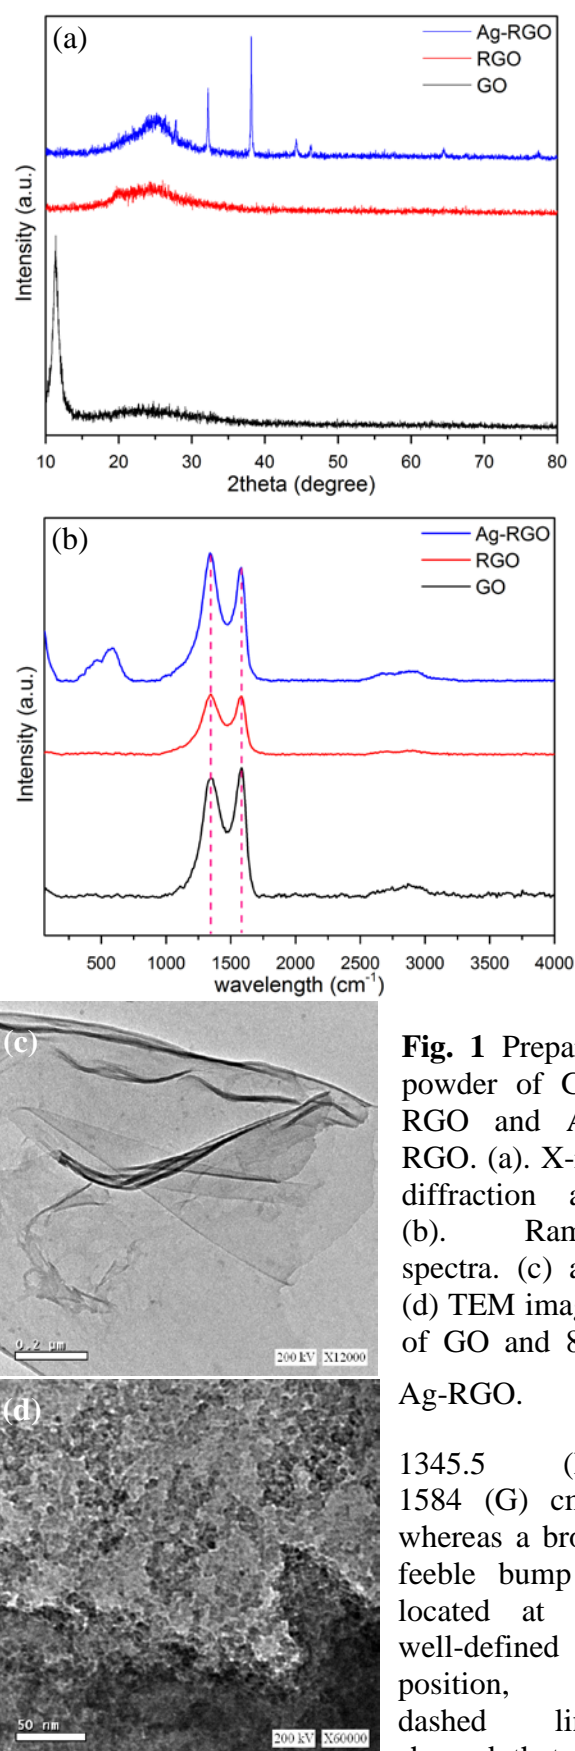 (a)
Ag-RGO
RGO
GO
Intensity (a.u.)
10 20 30 40 50 60 70 80
2theta (degree)
(b)
Ag-RGO
RGO
GO
Intensity (a.u.)
500 1000 1500 2000 2500 3000 3500 4000
wavelength (cm⁻¹)
(c)
0.2 μm
200 kV X12000
(d)
50 nm
200 kV X60000
Fig. 1 Prepar
powder of
RGO and
RGO. (a). X-
diffraction a
(b). Ram
spectra. (c) a
(d) TEM imag
of GO and 8
Ag-RGO.
1345.5
1584 (G) c
whereas a bro
feeble bump
located at
well-defined
position,
dashed li